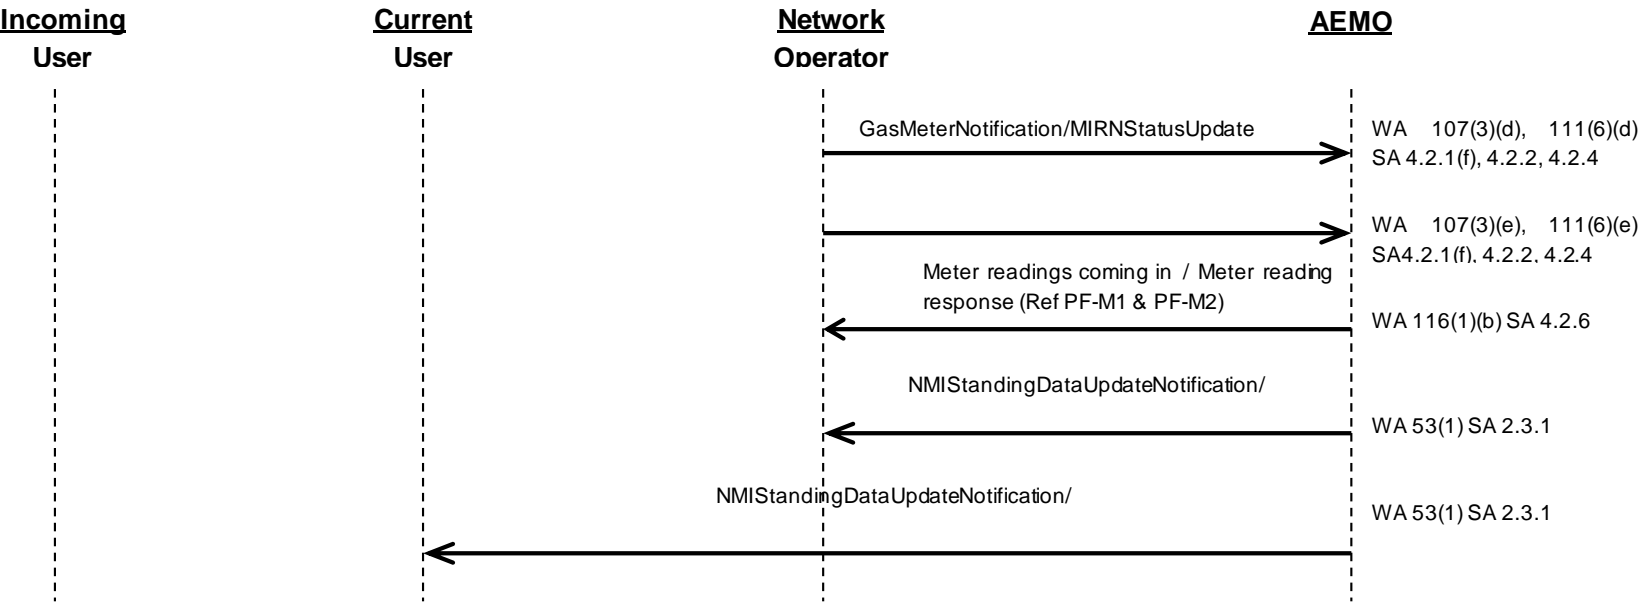 Incoming
User
Current
User
Network
Operator
AEMO
GasMeterNotification/MIRNStatusUpdate
WA 107(3)(d), 111(6)(d)
SA 4.2.1(f), 4.2.2, 4.2.4
WA 107(3)(e), 111(6)(e)
SA4.2.1(f), 4.2.2, 4.2.4
Meter readings coming in / Meter reading
response (Ref PF-M1 & PF-M2)
WA 116(1)(b) SA 4.2.6
NMIStandingDataUpdateNotification/
WA 53(1) SA 2.3.1
NMIStandingDataUpdateNotification/
WA 53(1) SA 2.3.1